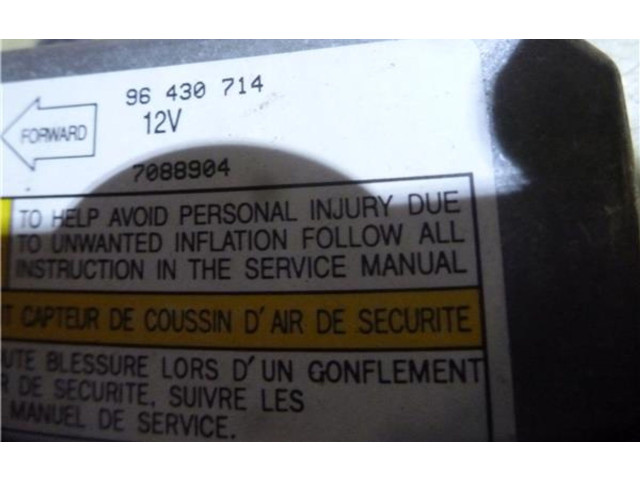 96 430 714
FORWARD
12V
7088904
TO HELP AVOID PERSONAL INJURY DUE
TO UNWANTED INFLATION FOLLOW ALL
INSTRUCTION IN THE SERVICE MANUAL
CAPTEUR DE COUSSIN D'AIR DE SECURITE
BLESSURE LORS D'UN GONFLEMENT
DE SECURITE, SUIVRE LES
MANUEL DE SERVICE.